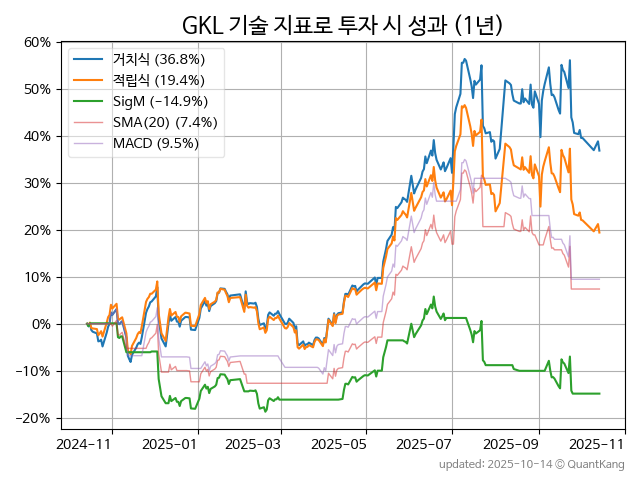 GKL 기술 지표로 투자 시 성과 (1년)
60%
50%
40%
30%
20%
10%
0%
−10%
−20%
거치식 (36.8%)
적립식 (19.4%)
SigM (−14.9%)
SMA(20) (7.4%)
MACD (9.5%)
2024-11 2025-01 2025-03 2025-05 2025-07 2025-09 2025-11
updated: 2025-10-14 © QuantKang